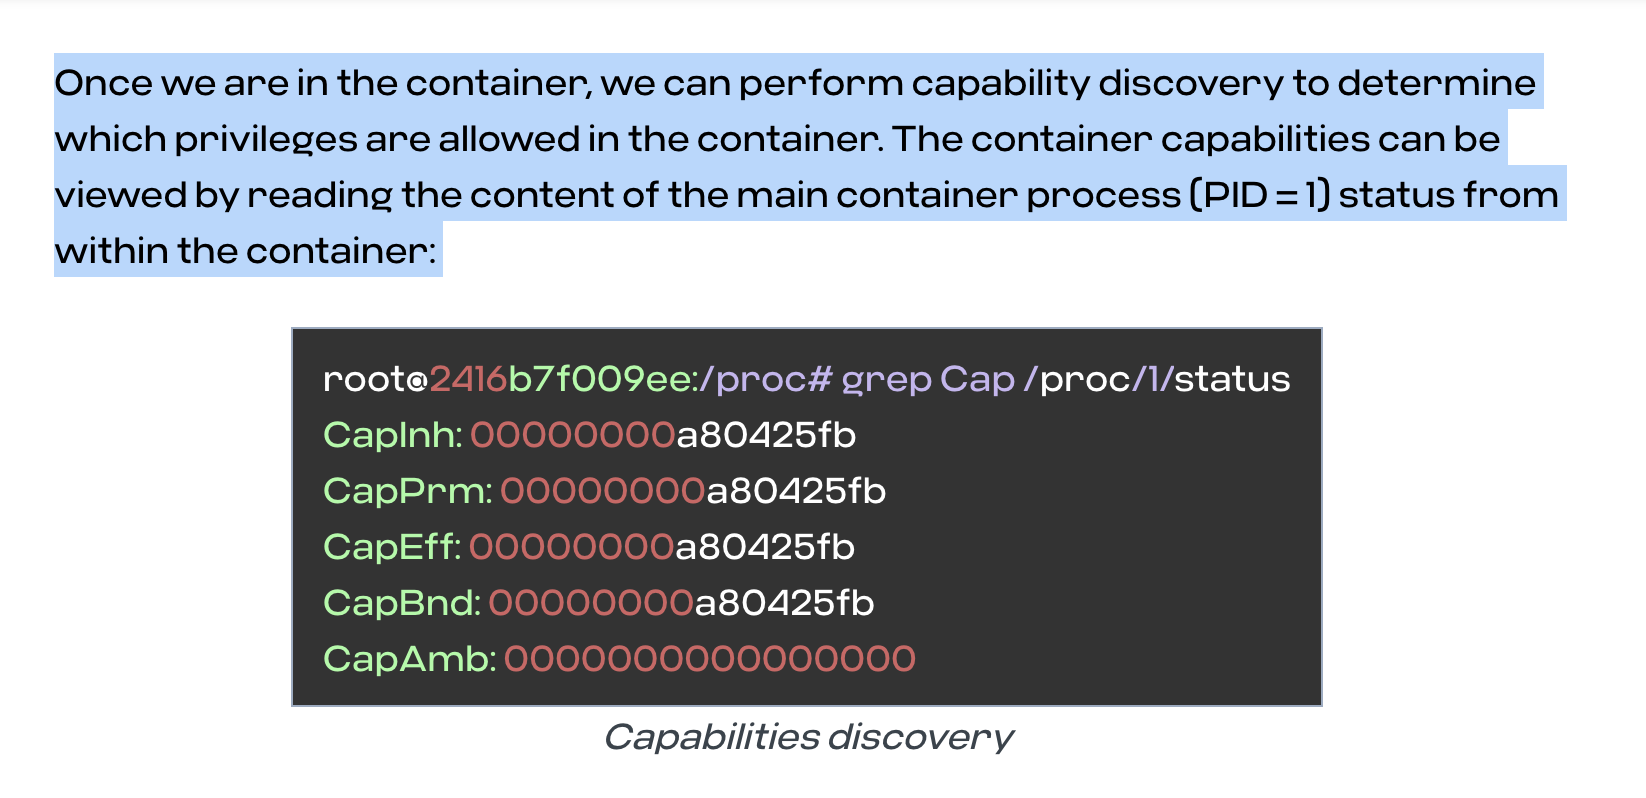 Once we are in the container, we can perform capability discovery to determine
which privileges are allowed in the container. The container capabilities can be
viewed by reading the content of the main container process (PID = 1) status from
within the container:
root@2416b7f009ee:/proc# grep Cap /proc/1/status
CapInh: 00000000a80425fb
CapPrm: 00000000a80425fb
CapEff: 00000000a80425fb
CapBnd: 00000000a80425fb
CapAmb: 0000000000000000
Capabilities discovery